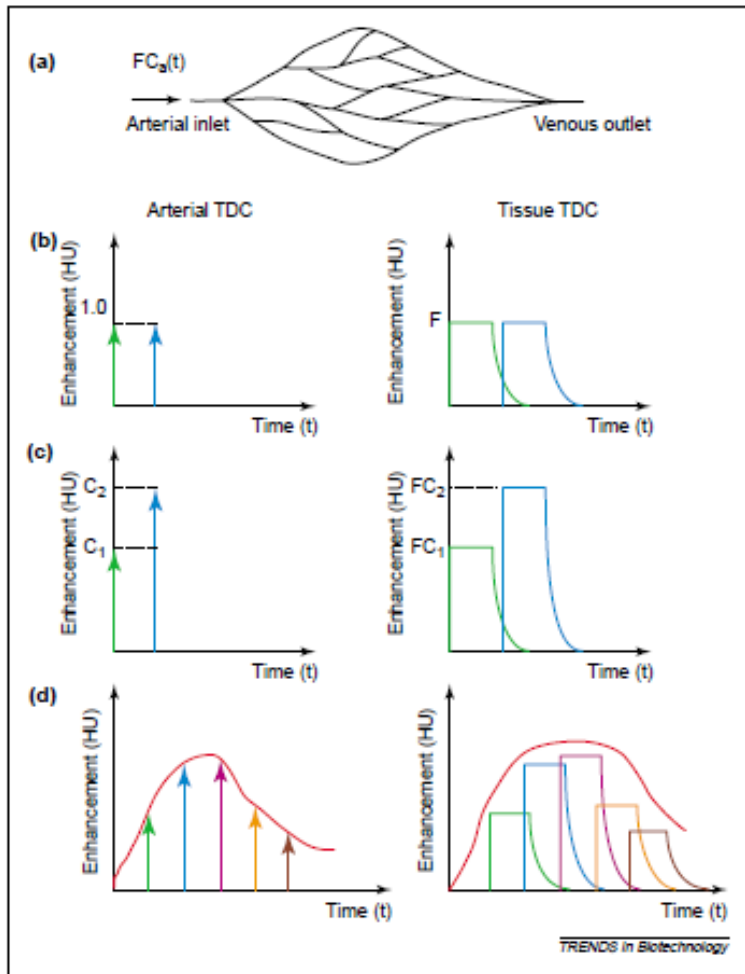 (a)
FCa(t)
Arterial inlet
Venous outlet
Arterial TDC
Tissue TDC
(b)
Enhancement (HU)
1.0
Time (t)
Enhancement (HU)
F
Time (t)
(c)
Enhancement (HU)
C2
C1
Time (t)
Enhancement (HU)
FC2
FC1
Time (t)
(d)
Enhancement (HU)
Time (t)
Enhancement (HU)
Time (t)
TRENDS in Biotechnology